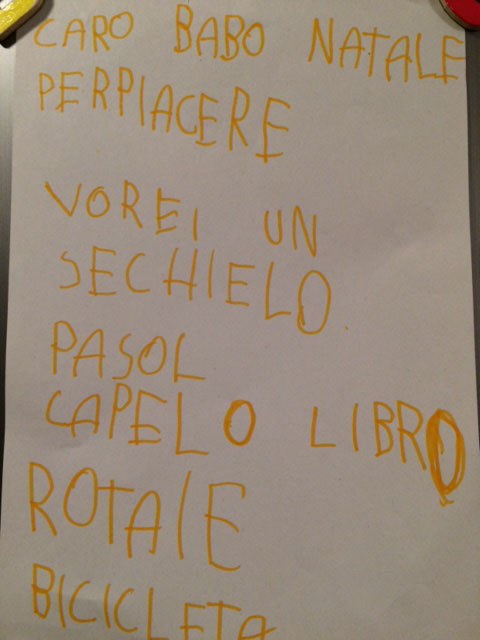 CARO BABO NATALE
PERPIACERE
VOREI UN
SECHIELO
PASOL
CAPELO LIBRO
ROTAIE
BICICLETA